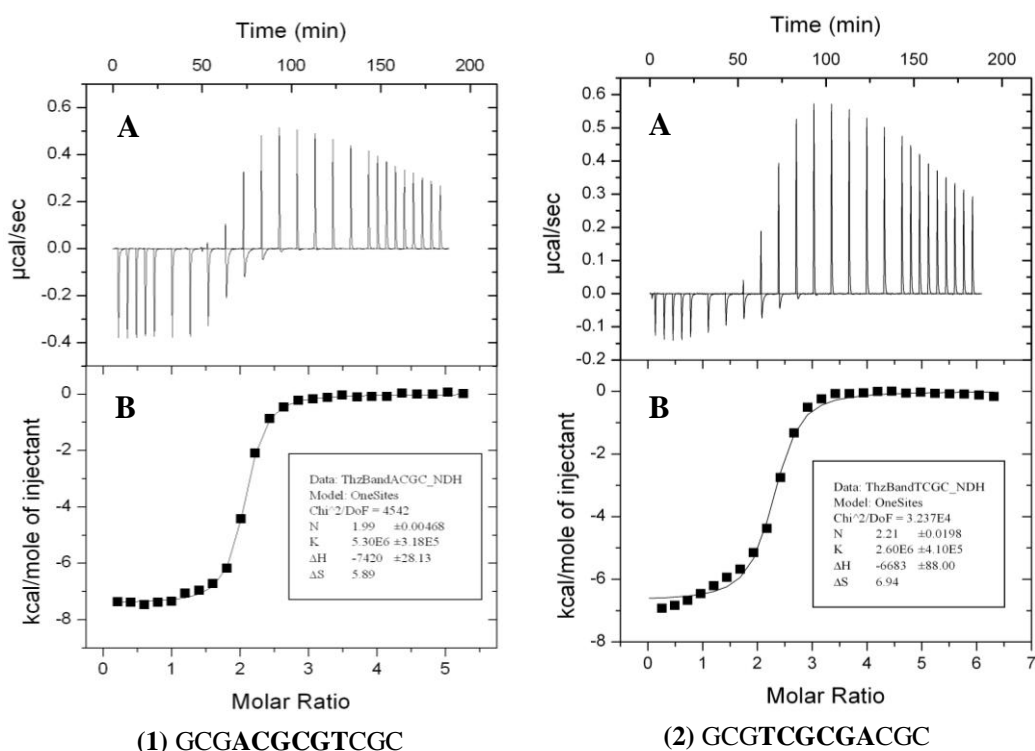 Time (min)
0 50 100 150 200
A
0.6
0.4
0.2
0.0
-0.2
-0.4
µcal/sec
B
0
-2
-4
-6
-8
kcal/mole of injectant
Data: ThzBandACGC_NDH
Model: OneSites
Chi^2/DoF = 4542
N 1.99 ±0.00468
K 5.30E6 ±3.18E5
ΔH -7420 ±28.13
ΔS 5.89
0 1 2 3 4 5
Molar Ratio
(1) GCGACGCGTCGC
Time (min)
0 50 100 150 200
A
0.6
0.5
0.4
0.3
0.2
0.1
0.0
-0.1
-0.2
µcal/sec
B
0
-2
-4
-6
-8
kcal/mole of injectant
Data: ThzBandTCGC_NDH
Model: OneSites
Chi^2/DoF = 3.237E4
N 2.21 ±0.0198
K 2.60E6 ±4.10E5
ΔH -6683 ±88.00
ΔS 6.94
0 1 2 3 4 5 6 7
Molar Ratio
(2) GCGTCGCGACGC